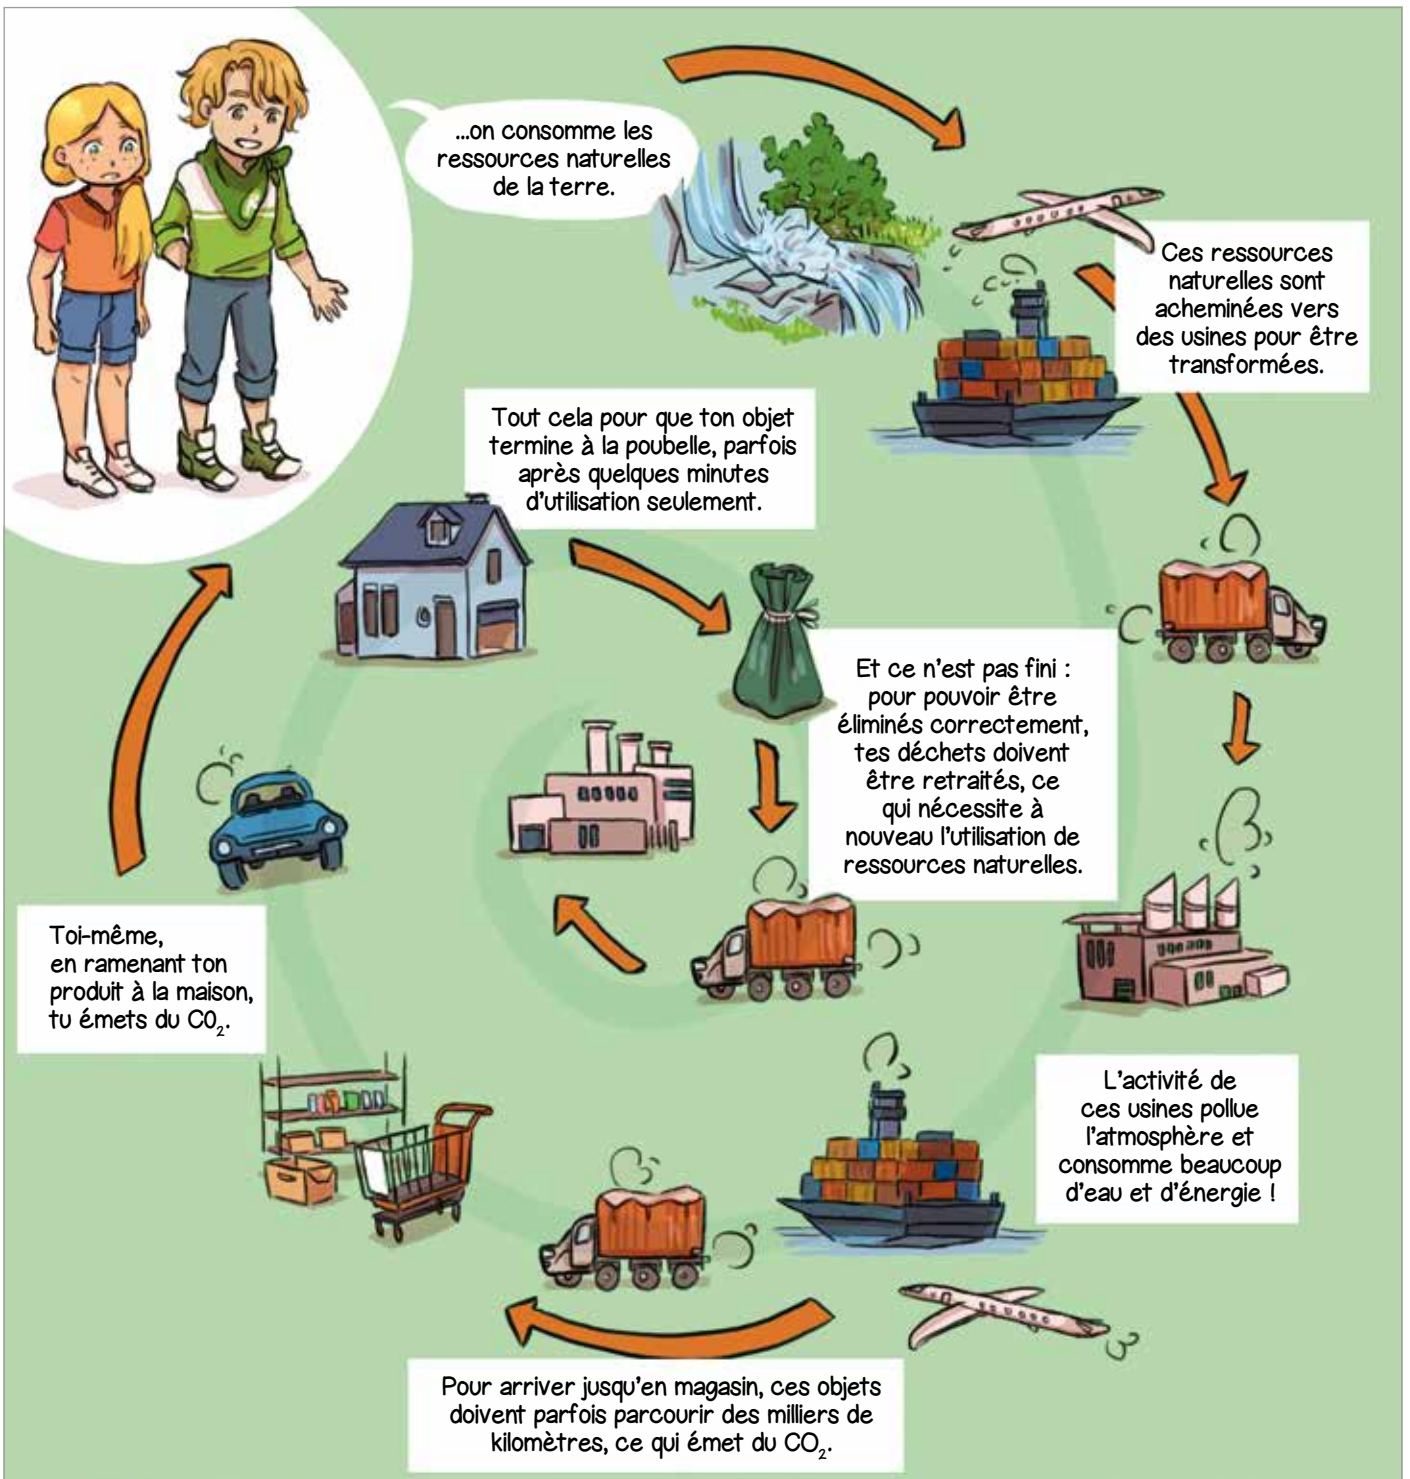 ...on consomme les
ressources naturelles
de la terre.
Ces ressources
naturelles sont
acheminées vers
des usines pour être
transformées.
L'activité de
ces usines pollue
l'atmosphère et
consomme beaucoup
d'eau et d'énergie !
Pour arriver jusqu'en magasin, ces objets
doivent parfois parcourir des milliers de
kilomètres, ce qui émet du CO₂.
Toi-même,
en ramenant ton
produit à la maison,
tu émets du CO₂.
Tout cela pour que ton objet
termine à la poubelle, parfois
après quelques minutes
d'utilisation seulement.
Et ce n'est pas fini :
pour pouvoir être
éliminés correctement,
tes déchets doivent
être retraités, ce
qui nécessite à
nouveau l'utilisation de
ressources naturelles.